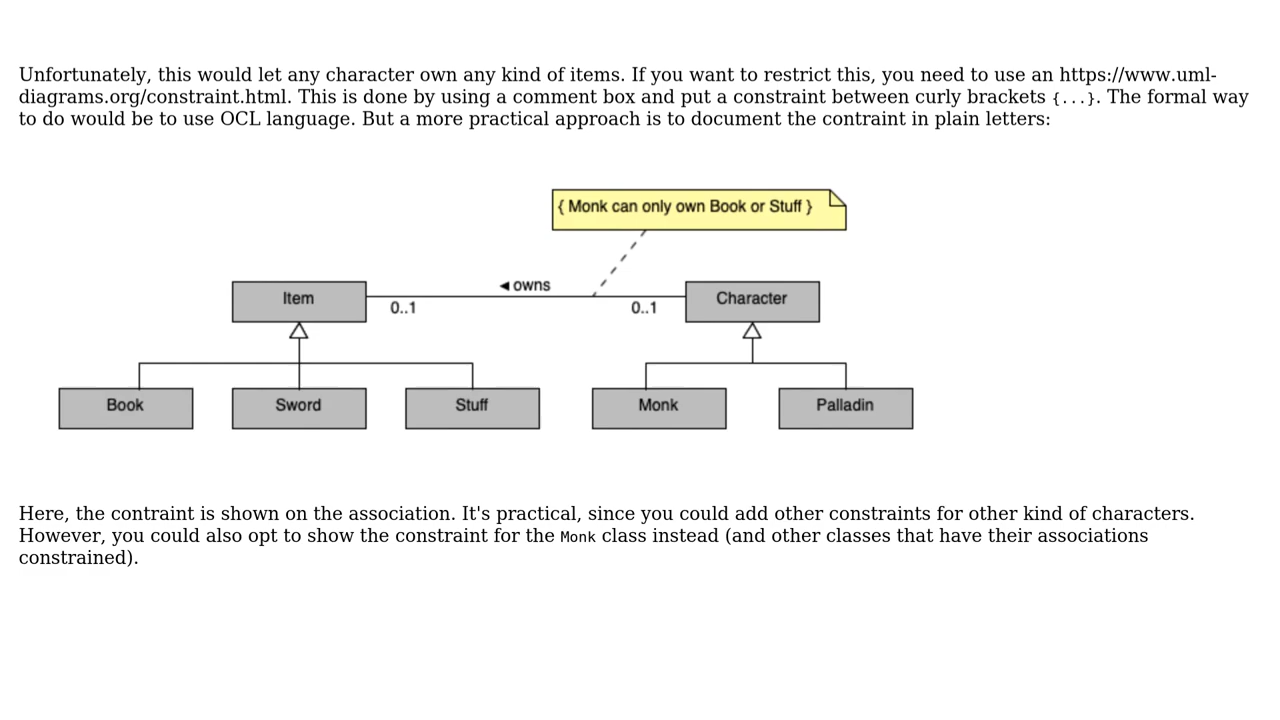 Unfortunately, this would let any character own any kind of items. If you want to restrict this, you need to use an https://www.uml-
diagrams.org/constraint.html. This is done by using a comment box and put a constraint between curly brackets {...}. The formal way
to do would be to use OCL language. But a more practical approach is to document the contraint in plain letters:
{ Monk can only own Book or Stuff }
◄ owns
Item
Character
0..1
0..1
Book
Sword
Stuff
Monk
Palladin
Here, the contraint is shown on the association. It's practical, since you could add other constraints for other kind of characters.
However, you could also opt to show the constraint for the Monk class instead (and other classes that have their associations
constrained).